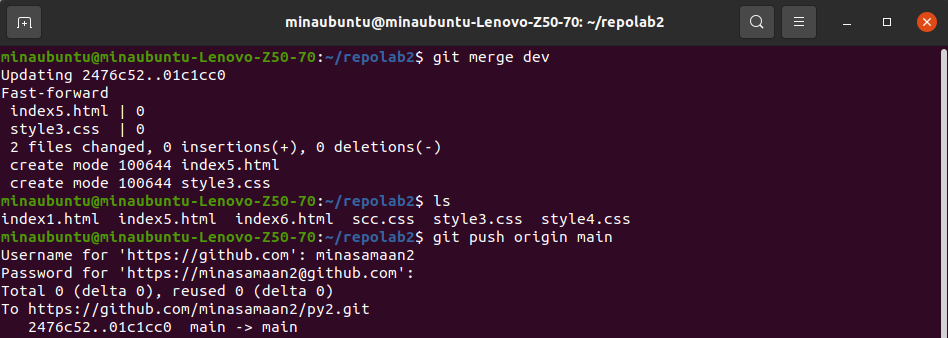 minaubuntu@minaubuntu-Lenovo-Z50-70: ~/repolab2
minaubuntu@minaubuntu-Lenovo-Z50-70:~/repolab2$ git merge dev
Updating 2476c52..01c1cc0
Fast-forward
 index5.html | 0
 style3.css  | 0
 2 files changed, 0 insertions(+), 0 deletions(-)
 create mode 100644 index5.html
 create mode 100644 style3.css
minaubuntu@minaubuntu-Lenovo-Z50-70:~/repolab2$ ls
index1.html  index5.html  index6.html  scc.css  style3.css  style4.css
minaubuntu@minaubuntu-Lenovo-Z50-70:~/repolab2$ git push origin main
Username for 'https://github.com': minasamaan2
Password for 'https://minasamaan2@github.com':
Total 0 (delta 0), reused 0 (delta 0)
To https://github.com/minasamaan2/py2.git
   2476c52..01c1cc0  main -> main